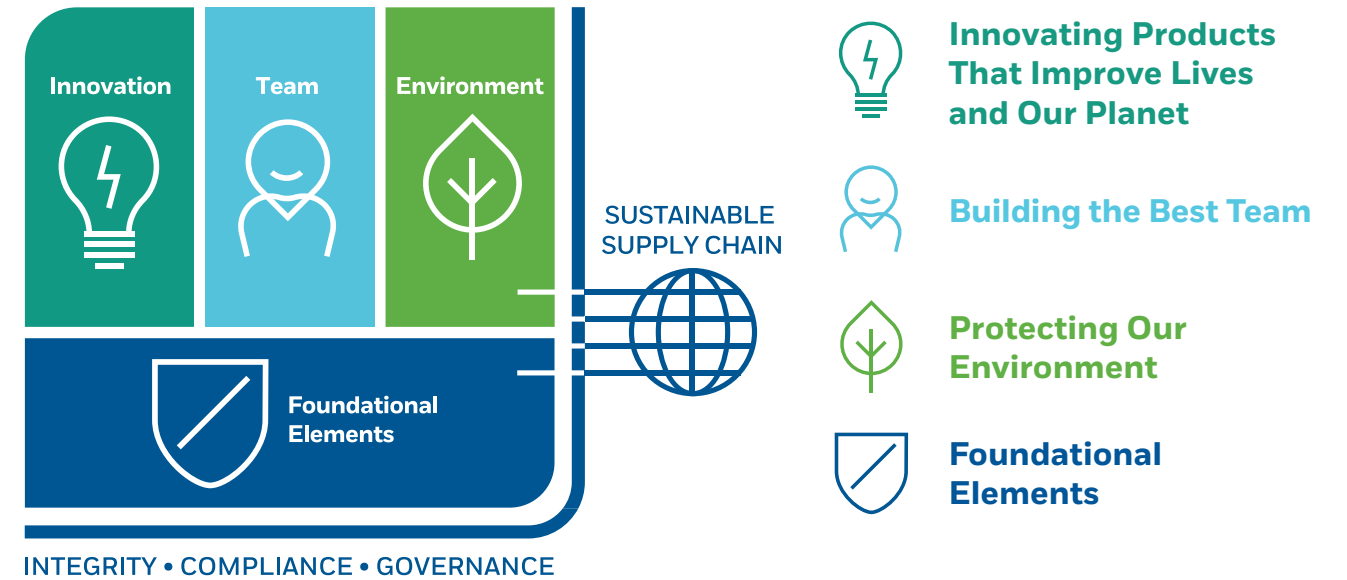 Innovation
Team
Environment
SUSTAINABLE
SUPPLY CHAIN
Foundational
Elements
INTEGRITY • COMPLIANCE • GOVERNANCE
Innovating Products
That Improve Lives
and Our Planet
Building the Best Team
Protecting Our
Environment
Foundational
Elements